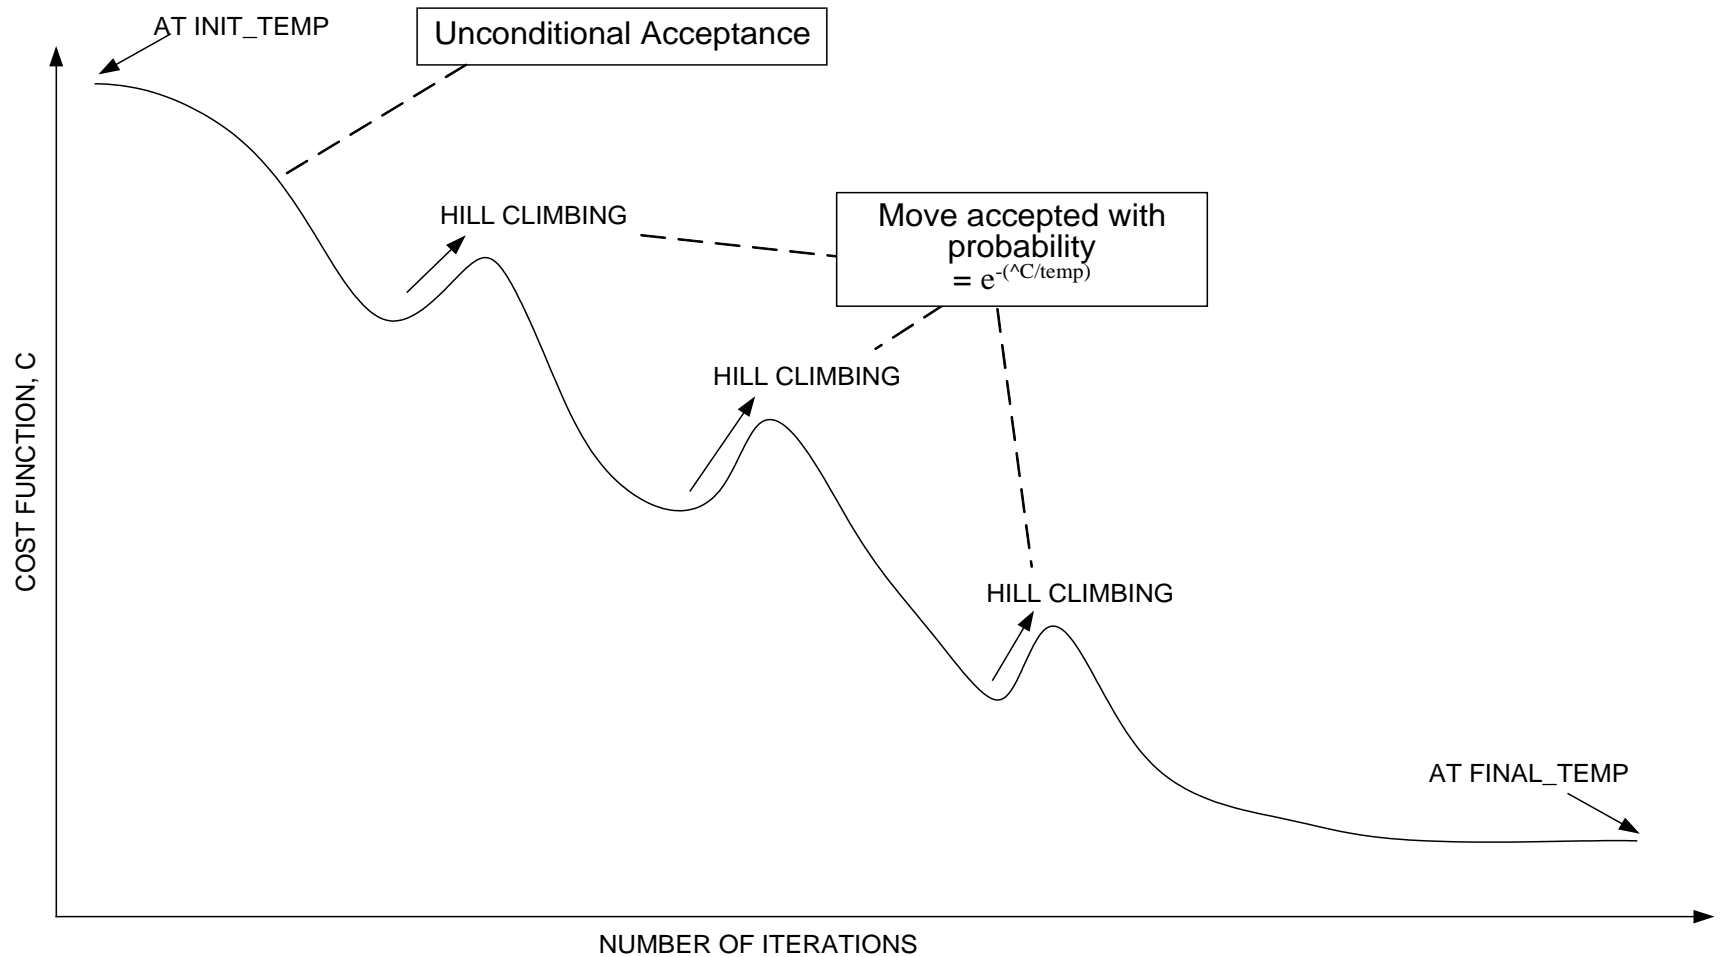 AT INIT_TEMP
Unconditional Acceptance
HILL CLIMBING
Move accepted with
probability
= e-(^C/temp)
HILL CLIMBING
COST FUNCTION, C
HILL CLIMBING
AT FINAL_TEMP
NUMBER OF ITERATIONS